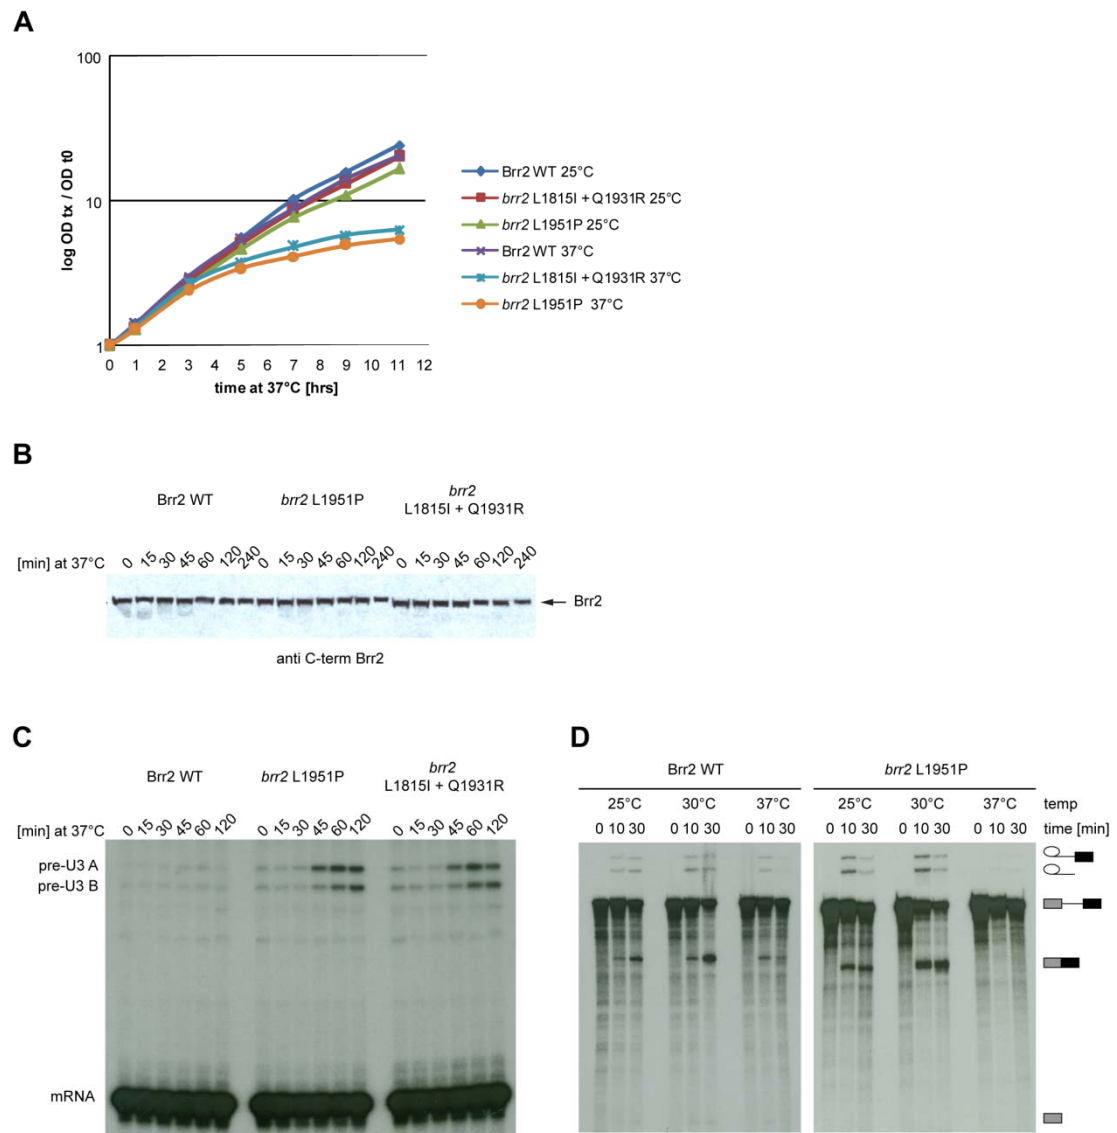 A
100
10
1
log OD tx / OD t0
0 1 2 3 4 5 6 7 8 9 10 11 12
time at 37°C [hrs]
Brr2 WT 25°C
brr2 L1815I + Q1931R 25°C
brr2 L1951P 25°C
Brr2 WT 37°C
brr2 L1815I + Q1931R 37°C
brr2 L1951P 37°C
B
Brr2 WT
brr2 L1951P
brr2
L1815I + Q1931R
[min] at 37°C
0 15 30 45 60 120 240 0 15 30 45 60 120 240 0 15 30 45 60 120 240
Brr2
anti C-term Brr2
C
Brr2 WT
brr2 L1951P
brr2
L1815I + Q1931R
[min] at 37°C
0 15 30 45 60 120 0 15 30 45 60 120 0 15 30 45 60 120
pre-U3 A
pre-U3 B
mRNA
D
Brr2 WT
brr2 L1951P
25°C 30°C 37°C 25°C 30°C 37°C temp
0 10 30 0 10 30 0 10 30 0 10 30 0 10 30 0 10 30 time [min]